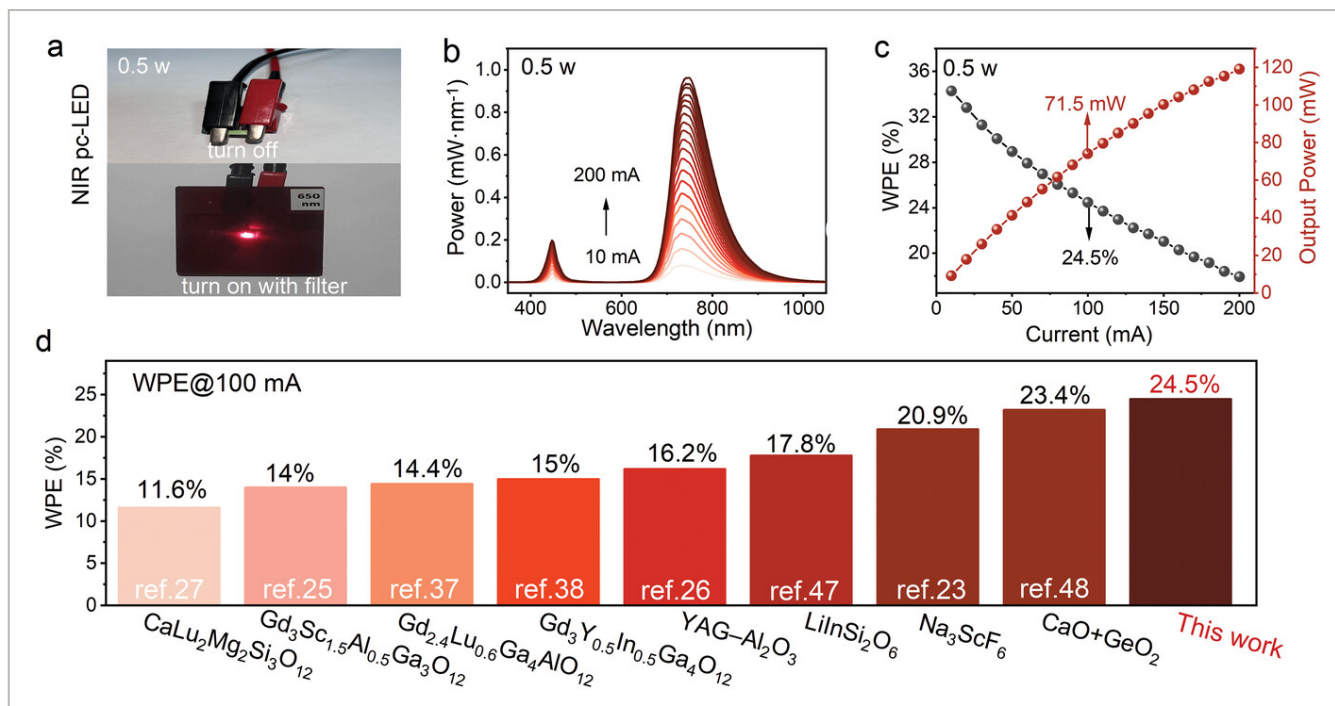 a
0.5 w
turn off
NIR pc-LED
650
nm
turn on with filter
b
0.5 w
1.0
0.8
0.6
0.4
0.2
0.0
Power (mW·nm⁻¹)
200 mA
10 mA
400
600
800
1000
Wavelength (nm)
c
0.5 w
36
32
28
24
20
WPE (%)
71.5 mW
24.5%
120
100
80
60
40
20
0
Output Power (mW)
0
50
100
150
200
Current (mA)
d
WPE@100 mA
25
20
15
10
5
0
WPE (%)
11.6%
14%
14.4%
15%
16.2%
17.8%
20.9%
23.4%
24.5%
ref.27
ref.25
ref.37
ref.38
ref.26
ref.47
ref.23
ref.48
CaLu₂Mg₂Si₃O₁₂
Gd₃Sc₁.₅Al₀.₅Ga₃O₁₂
Gd₂.₄Lu₀.₆Ga₄AlO₁₂
Gd₃Y₀.₅In₀.₅Ga₄O₁₂
YAG–Al₂O₃
LiInSi₂O₆
Na₃ScF₆
CaO+GeO₂
This work